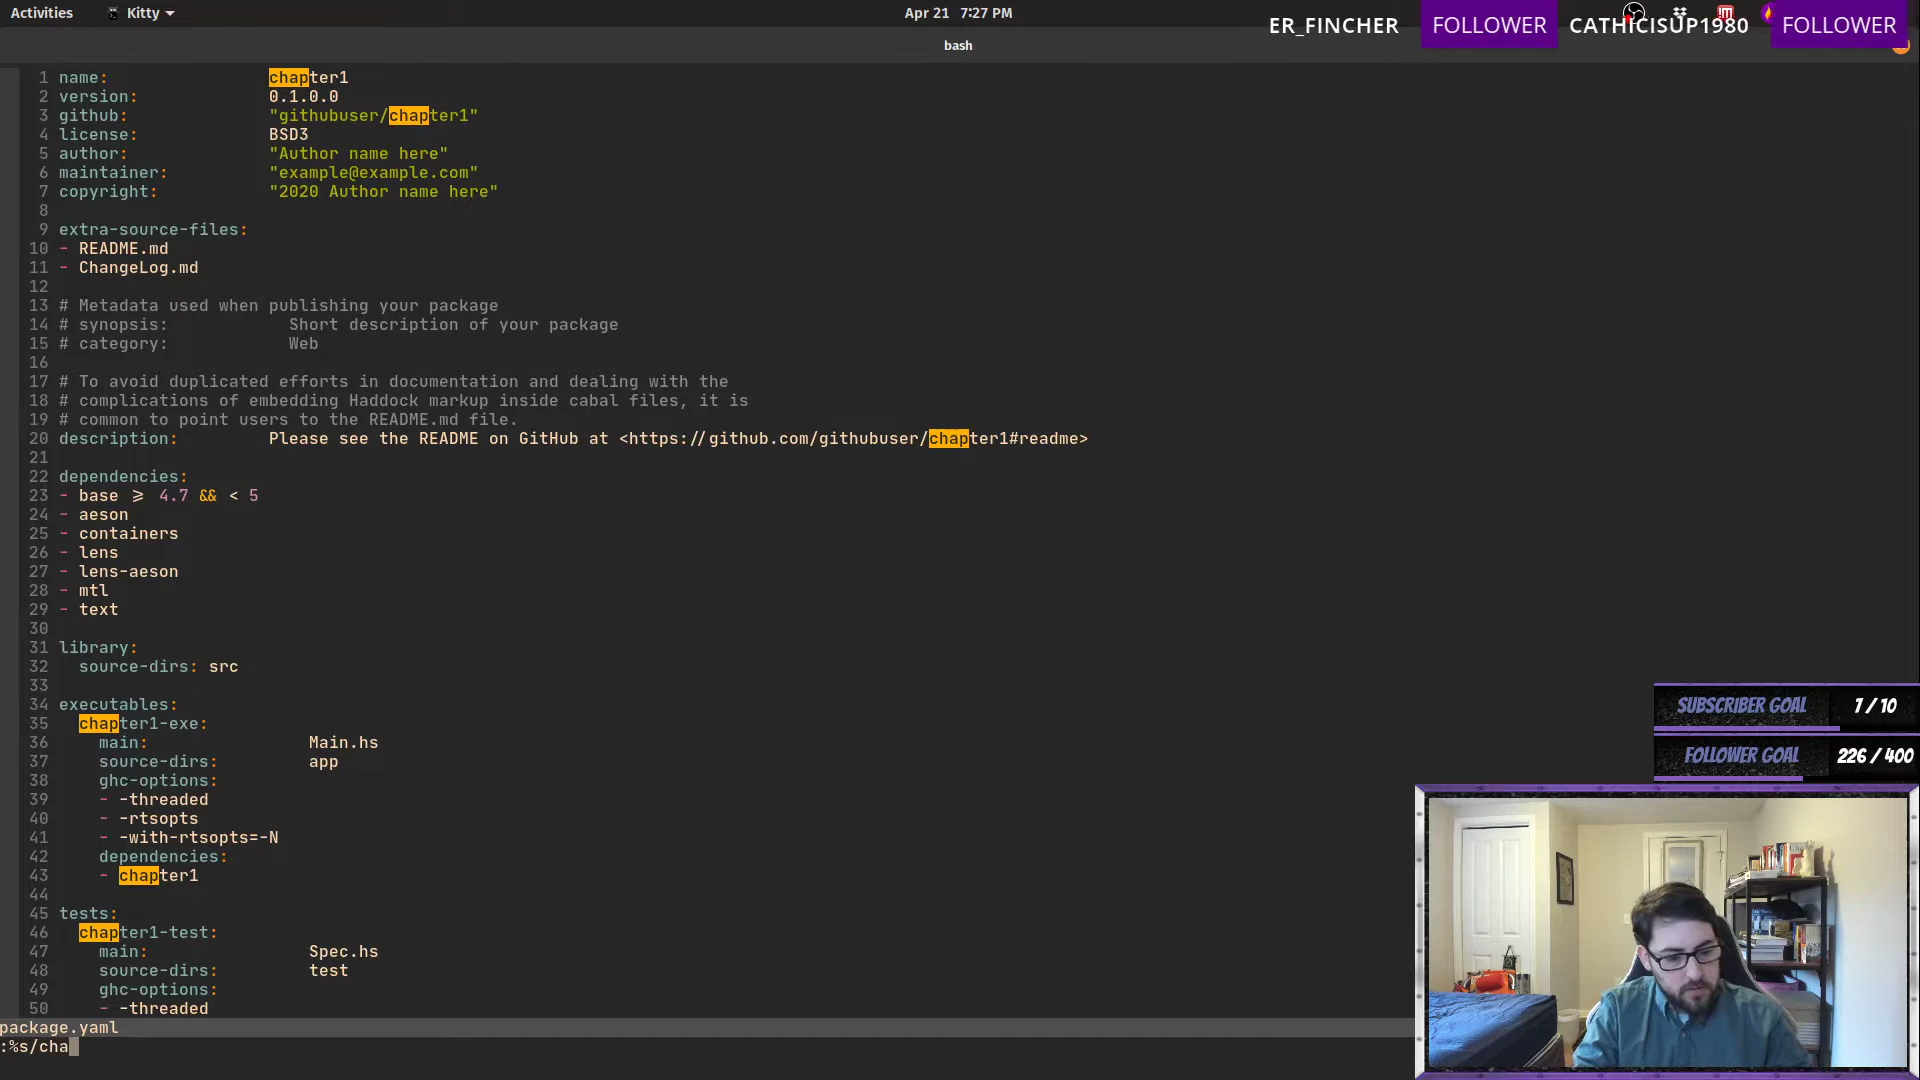 Activities Kitty Apr 21 7:27 PM
ER_FINCHER FOLLOWER CATHICISUP1980 FOLLOWER
bash
1 name: chapter1
2 version: 0.1.0.0
3 github: "githubuser/chapter1"
4 license: BSD3
5 author: "Author name here"
6 maintainer: "example@example.com"
7 copyright: "2020 Author name here"
8
9 extra-source-files:
10 - README.md
11 - ChangeLog.md
12
13 # Metadata used when publishing your package
14 # synopsis: Short description of your package
15 # category: Web
16
17 # To avoid duplicated efforts in documentation and dealing with the
18 # complications of embedding Haddock markup inside cabal files, it is
19 # common to point users to the README.md file.
20 description: Please see the README on GitHub at <https://github.com/githubuser/chapter1#readme>
21
22 dependencies:
23 - base >= 4.7 && < 5
24 - aeson
25 - containers
26 - lens
27 - lens-aeson
28 - mtl
29 - text
30
31 library:
32 source-dirs: src
33
34 executables:
35 chapter1-exe:
36 main: Main.hs
37 source-dirs: app
38 ghc-options:
39 - -threaded
40 - -rtsopts
41 - -with-rtsopts=-N
42 dependencies:
43 - chapter1
44
45 tests:
46 chapter1-test:
47 main: Spec.hs
48 source-dirs: test
49 ghc-options:
50 - -threaded
package.yaml
:%s/cha
SUBSCRIBER GOAL 7 / 10
FOLLOWER GOAL 226 / 400